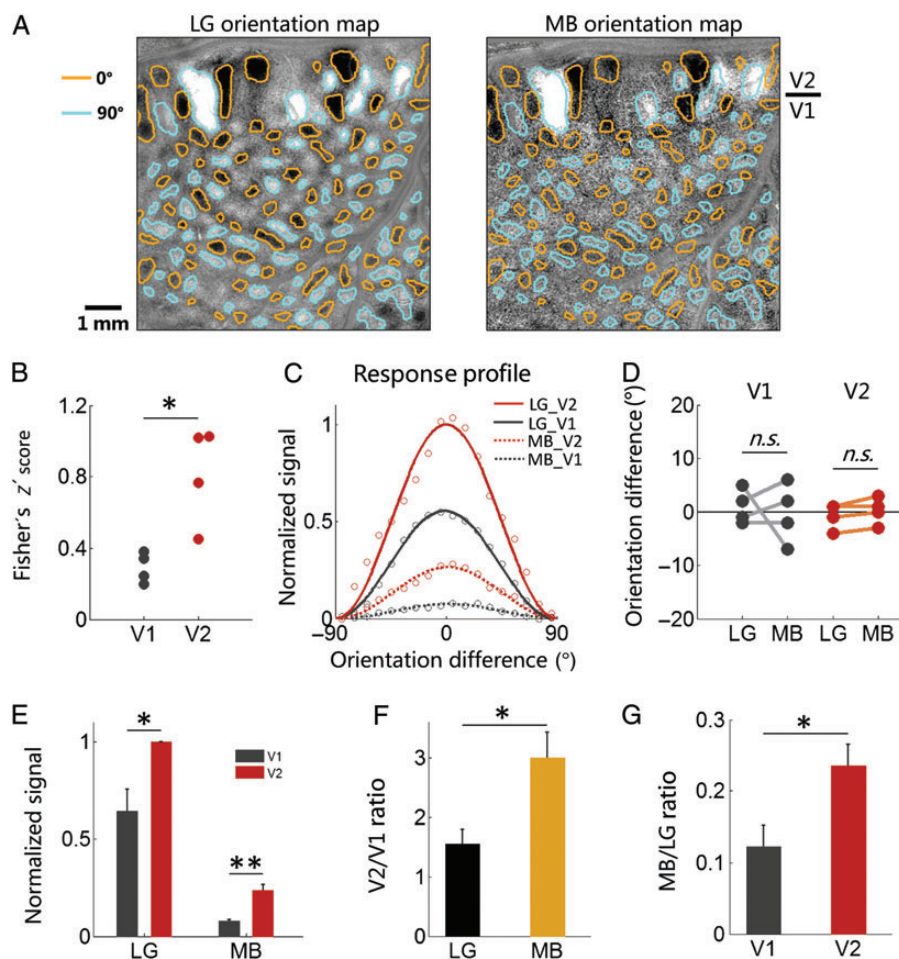 A
LG orientation map
MB orientation map
0°
90°
V2
V1
1 mm
B
*
Fisher's z′ score
1.2
0.8
0.4
0
V1 V2
C
Response profile
LG_V2
LG_V1
MB_V2
MB_V1
Normalized signal
1
0.5
0
−90 0 90
Orientation difference (°)
D
V1 V2
n.s. n.s.
Orientation difference (°)
20
10
0
−10
−20
LG MB LG MB
E
*
**
V1
V2
Normalized signal
1
0.5
0
LG MB
F
*
V2/V1 ratio
3
2
1
0
LG MB
G
*
MB/LG ratio
0.3
0.2
0.1
0
V1 V2